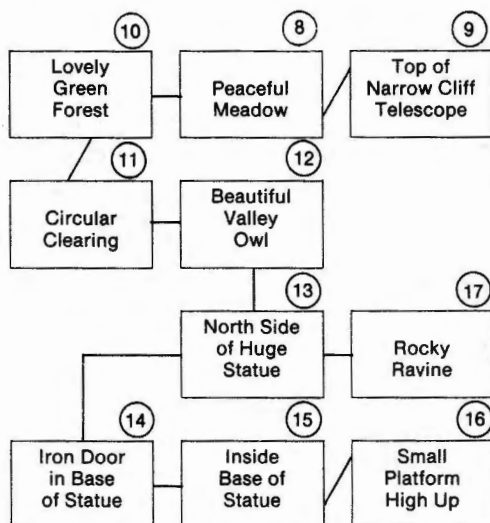 10
8
9
Lovely
Green
Forest
Peaceful
Meadow
Top of
Narrow Cliff
Telescope
11
12
Circular
Clearing
Beautiful
Valley
Owl
13
17
North Side
of Huge
Statue
Rocky
Ravine
14
15
16
Iron Door
in Base
of Statue
Inside
Base of
Statue
Small
Platform
High Up